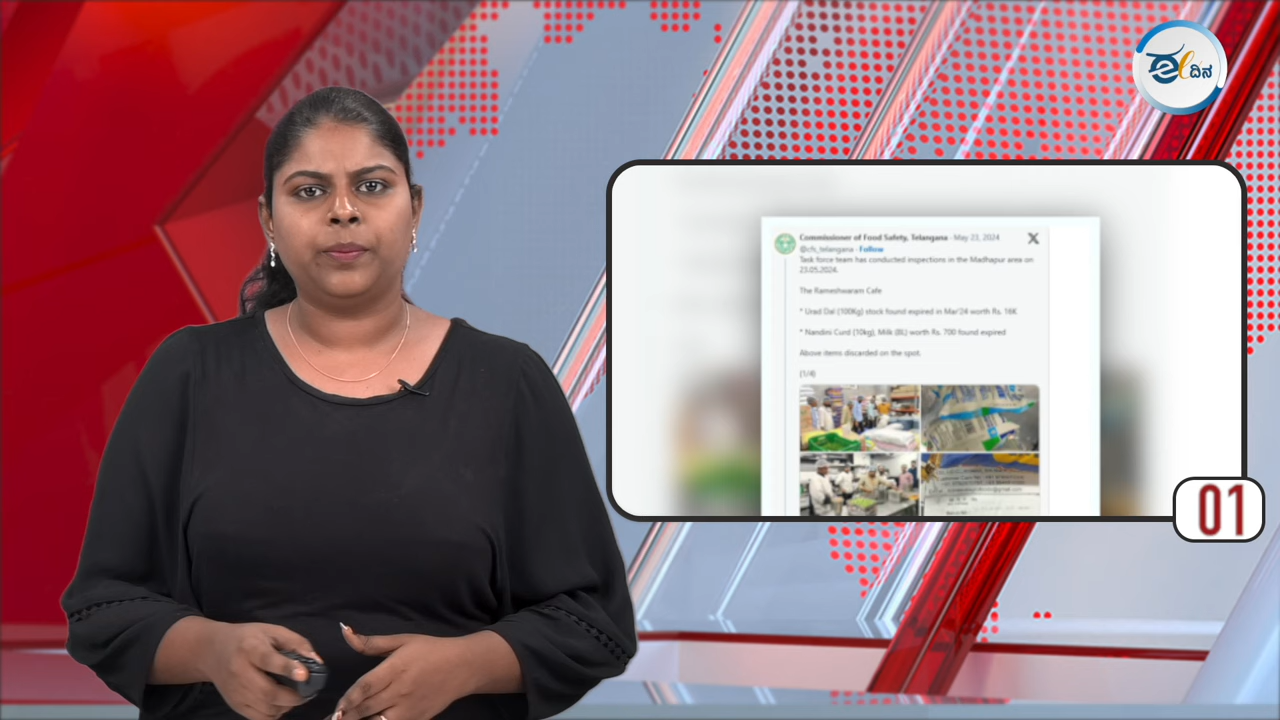 ಈ ದಿನ
Commissioner of Food Safety, Telangana · May 23, 2024
@cfs_telangana · Follow
Task force team has conducted inspections in the Madhapur area on
23.05.2024.
The Rameshwaram Cafe
* Urad Dal (100Kg) stock found expired in Mar'24 worth Rs. 16K
* Nandini Curd (10kg), Milk (8L) worth Rs. 700 found expired
Above items discarded on the spot.
(1/4)
01